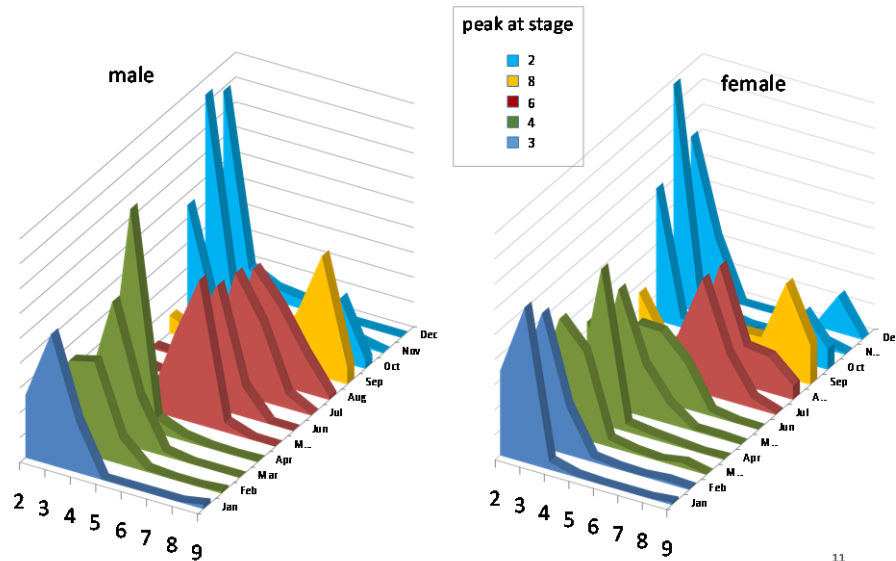 peak at stage
2
8
6
4
3
male
Dec
Nov
Oct
Sep
Aug
Jul
Jun
M...
Apr
Mar
Feb
Jan
2 3 4 5 6 7 8 9
female
De
N...
Oct
Sep
A...
Jul
Jun
M...
Apr
M...
Feb
Jan
2 3 4 5 6 7 8 9
11